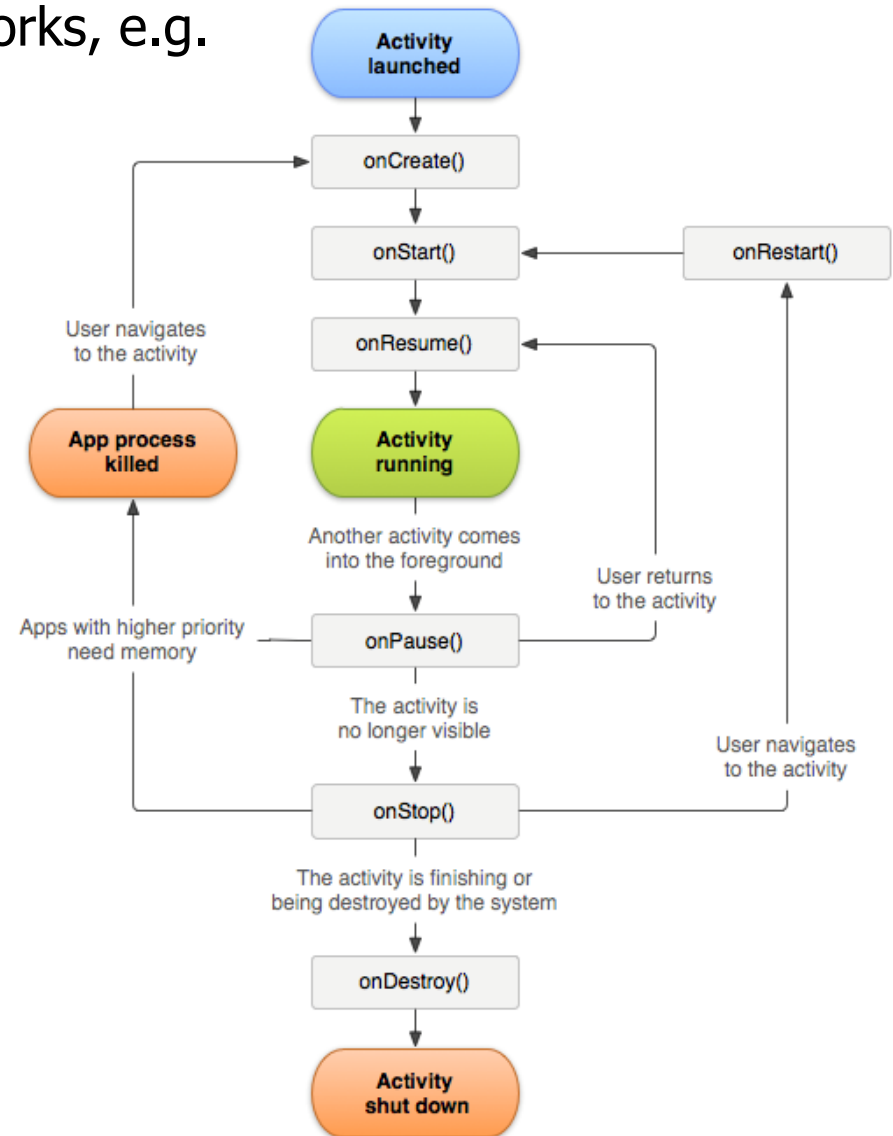 orks, e.g.
Activity
launched
onCreate()
onStart()
onRestart()
onResume()
User navigates
to the activity
App process
killed
Activity
running
Another activity comes
into the foreground
User returns
to the activity
Apps with higher priority
need memory
onPause()
The activity is
no longer visible
User navigates
to the activity
onStop()
The activity is finishing or
being destroyed by the system
onDestroy()
Activity
shut down